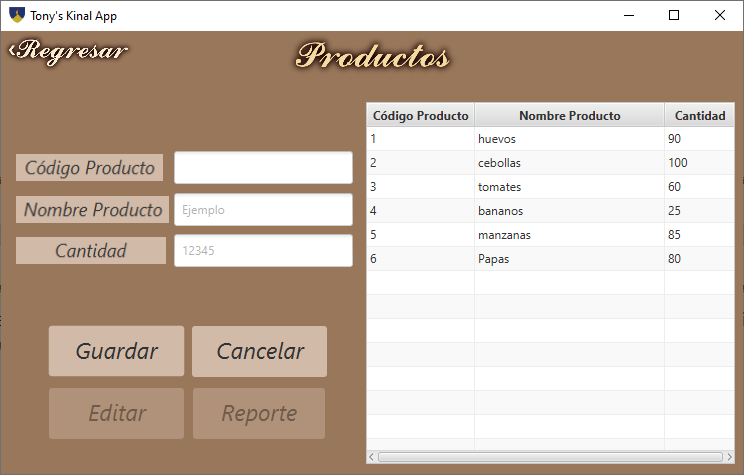 Tony's Kinal App
‹Regresar
Productos
Código Producto
Nombre Producto
Ejemplo
Cantidad
12345
Guardar
Cancelar
Editar
Reporte
Código Producto Nombre Producto Cantidad
1 huevos 90
2 cebollas 100
3 tomates 60
4 bananos 25
5 manzanas 85
6 Papas 80